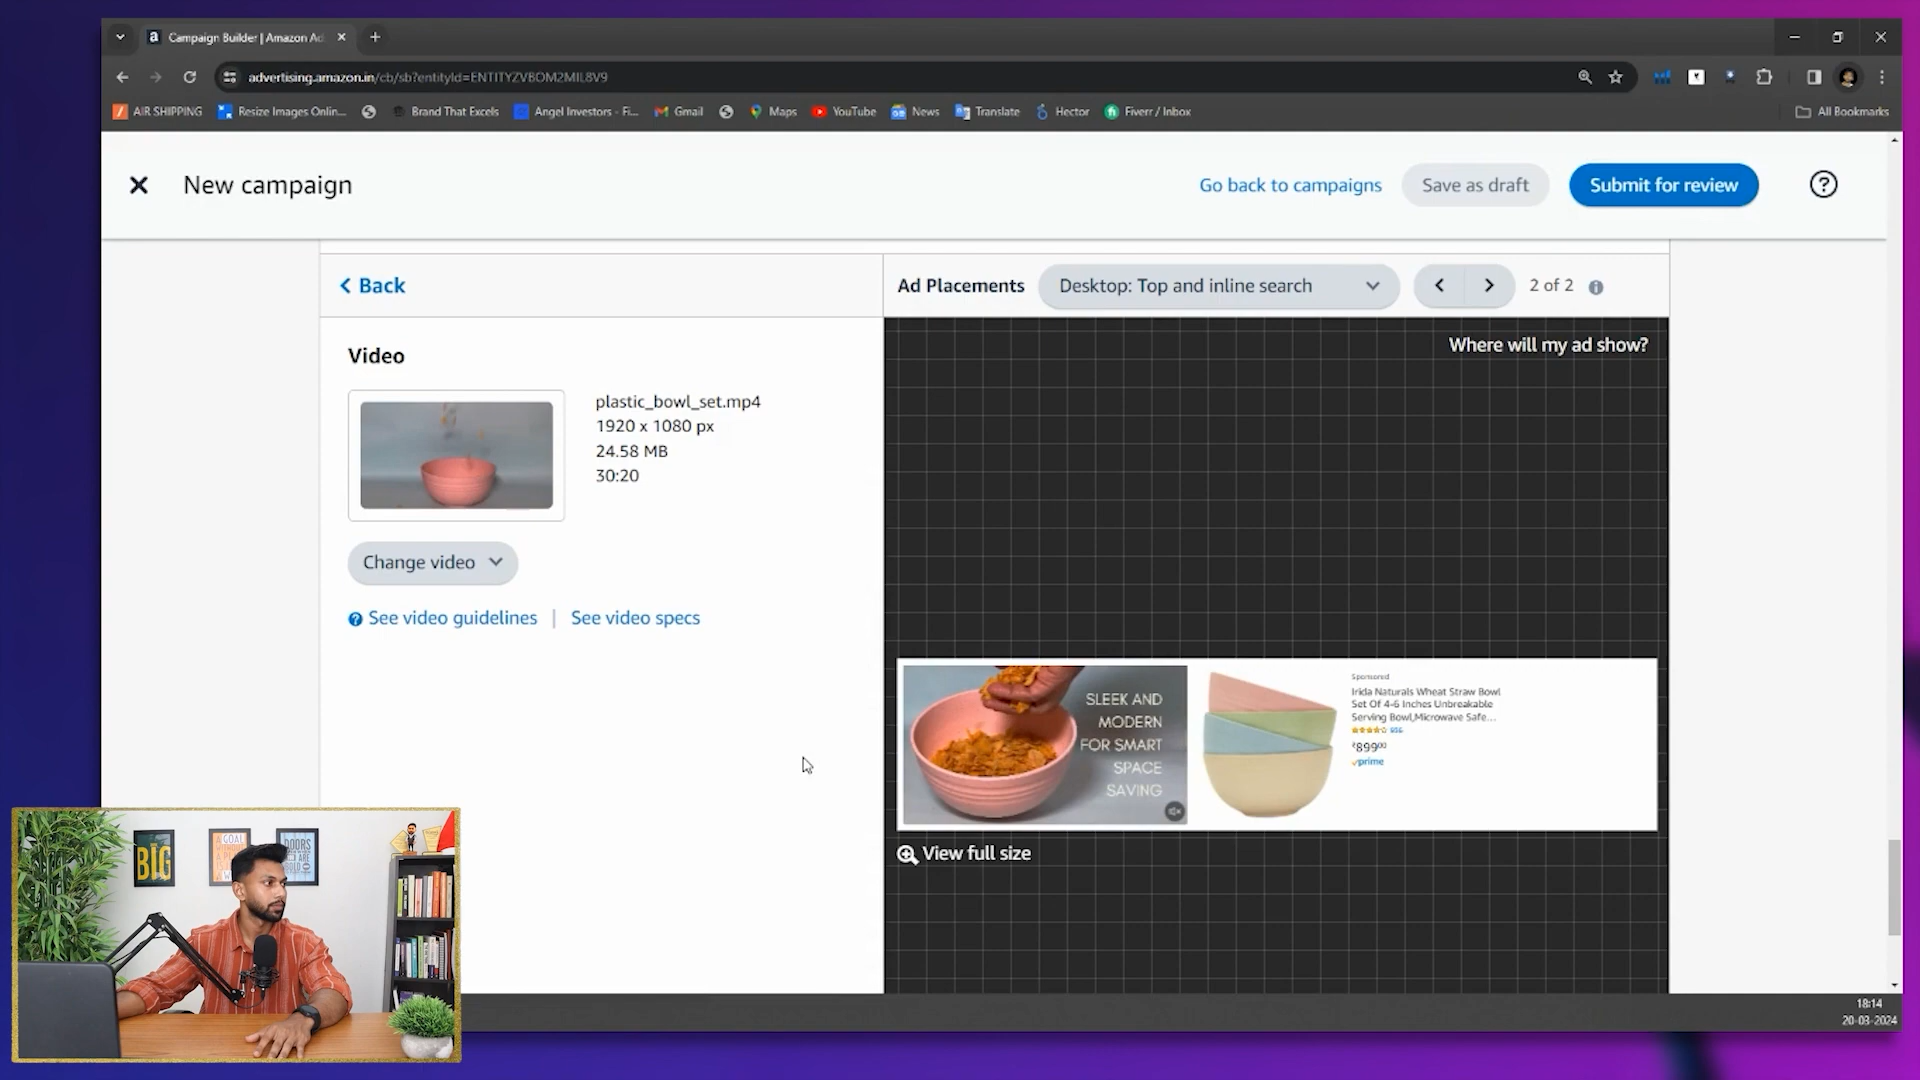 Campaign Builder | Amazon Ad
advertising.amazon.in/cb/sb?entityId=ENTITYZVBOM2MIL8V9
AIR SHIPPING
Resize Images Onlin...
Brand That Excels
Angel Investors - Fi...
Gmail
Maps
YouTube
News
Translate
Hector
Fiverr / Inbox
All Bookmarks
New campaign
Go back to campaigns
Save as draft
Submit for review
Back
Ad Placements
Desktop: Top and inline search
2 of 2
Where will my ad show?
Video
plastic_bowl_set.mp4
1920 x 1080 px
24.58 MB
30:20
Change video
See video guidelines | See video specs
SLEEK AND
MODERN
FOR SMART
SPACE
SAVING
Sponsored
Irida Naturals Wheat Straw Bowl
Set Of 4-6 Inches Unbreakable
Serving Bowl,Microwave Safe...
₹899⁰⁰
prime
View full size
BIG
A
GOAL
DOORS
18:14
20-03-2024